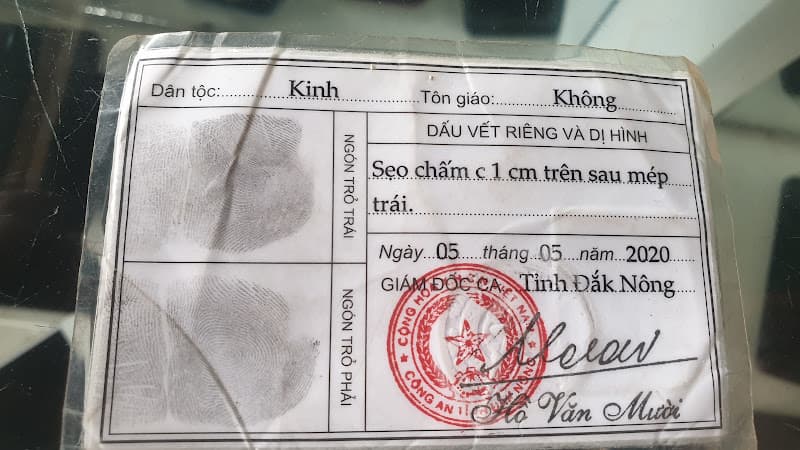 Dân tộc: Kinh Tôn giáo: Không
NGÓN TRỎ TRÁI
DẤU VẾT RIÊNG VÀ DỊ HÌNH
Sẹo chấm c 1 cm trên sau mép
trái.
Ngày 05 tháng 05 năm 2020
GIÁM ĐỐC CA Tỉnh Đắk Nông
NGÓN TRỎ PHẢI
CÔNG AN
Hồ Văn Mười